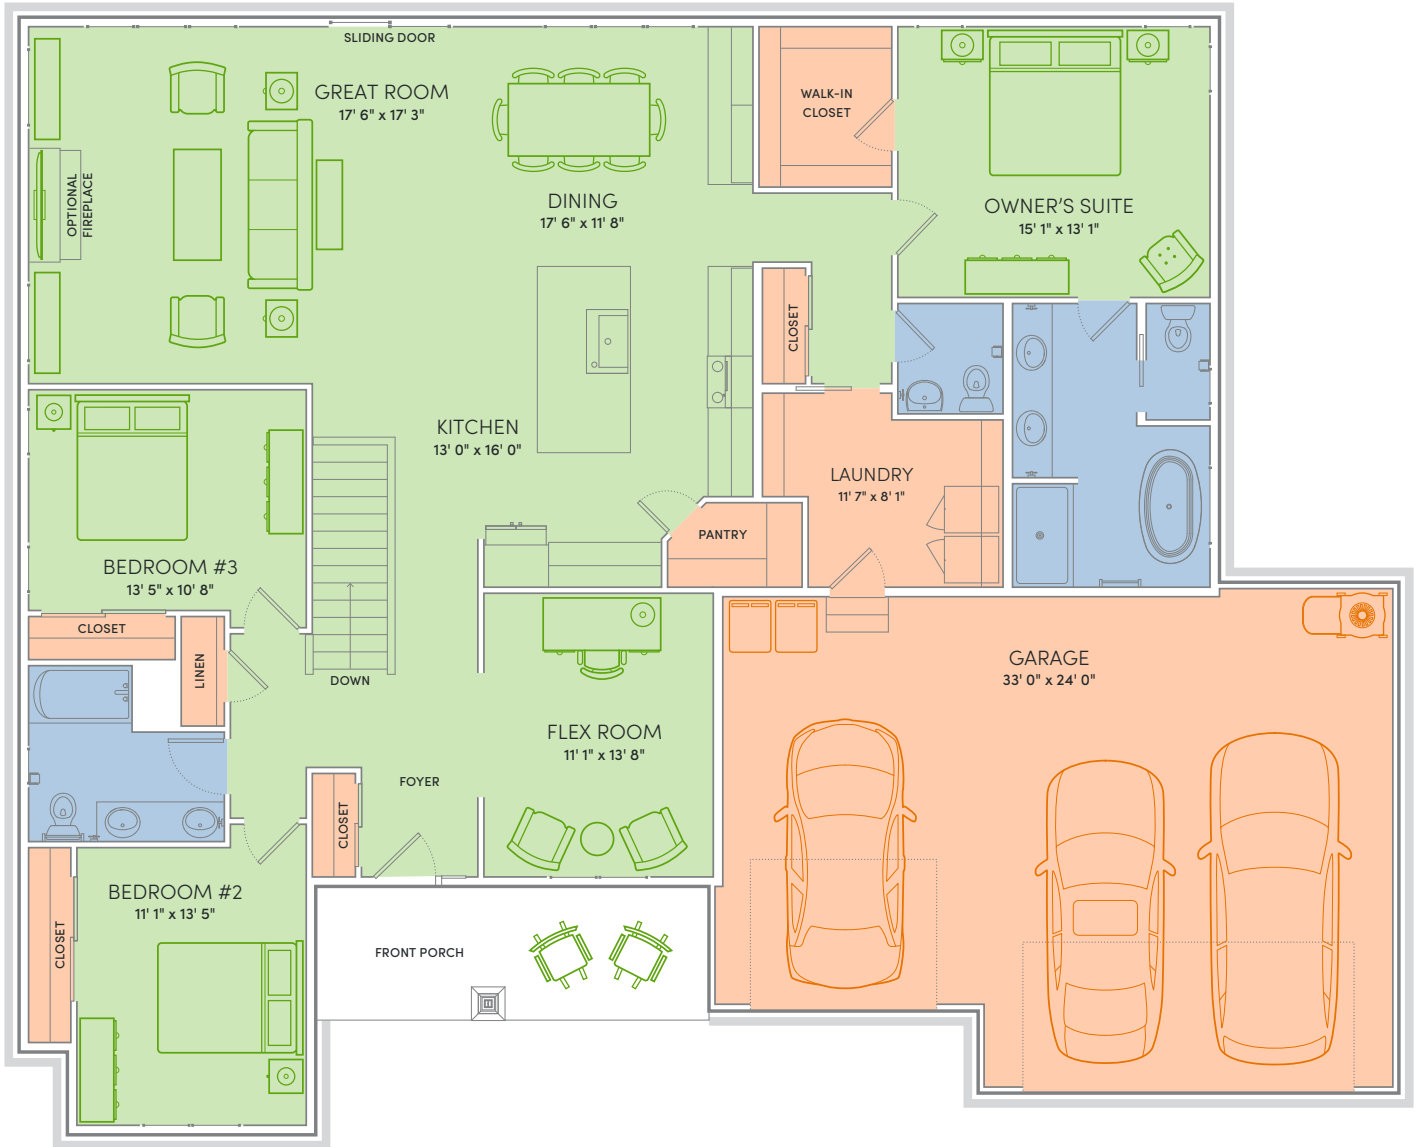 SLIDING DOOR
GREAT ROOM
17' 6" x 17' 3"
OPTIONAL
FIREPLACE
DINING
17' 6" x 11' 8"
WALK-IN
CLOSET
OWNER'S SUITE
15' 1" x 13' 1"
CLOSET
KITCHEN
13' 0" x 16' 0"
LAUNDRY
11' 7" x 8' 1"
PANTRY
BEDROOM #3
13' 5" x 10' 8"
CLOSET
LINEN
DOWN
FLEX ROOM
11' 1" x 13' 8"
GARAGE
33' 0" x 24' 0"
FOYER
CLOSET
BEDROOM #2
11' 1" x 13' 5"
CLOSET
FRONT PORCH